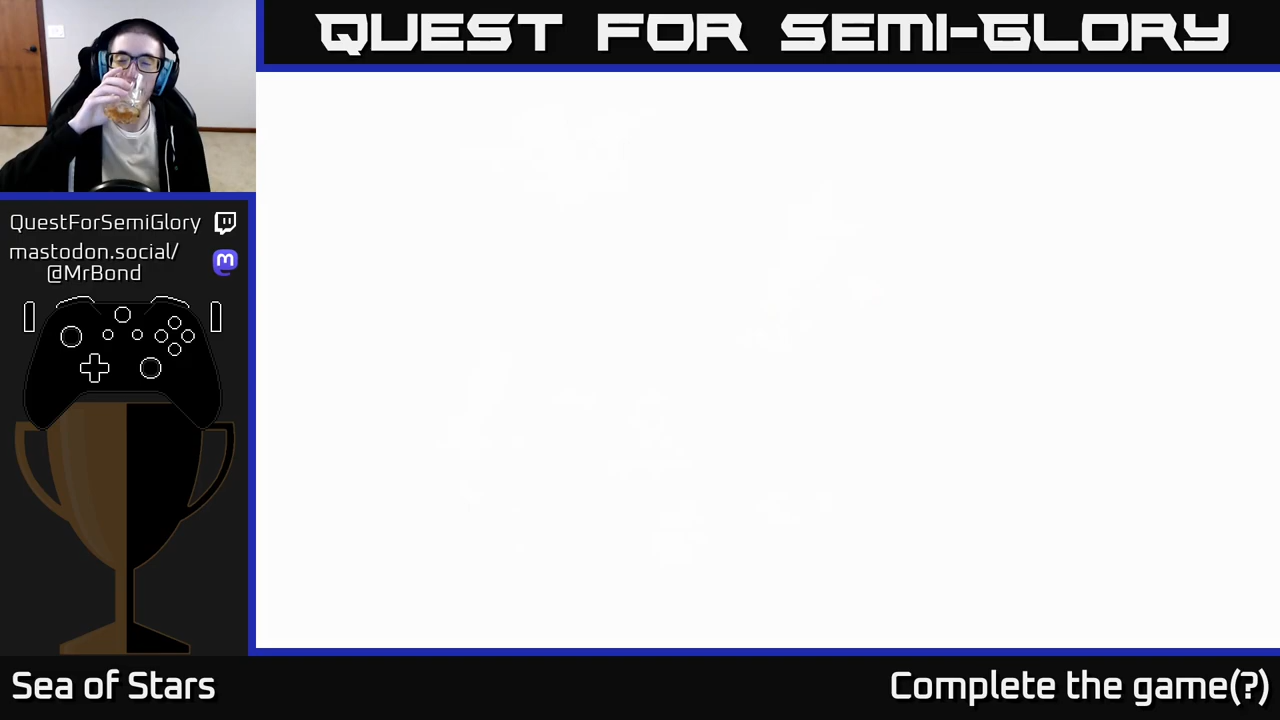 QUEST FOR SEMI-GLORY
QuestForSemiGlory
mastodon.social/
@MrBond
Sea of Stars
Complete the game(?)